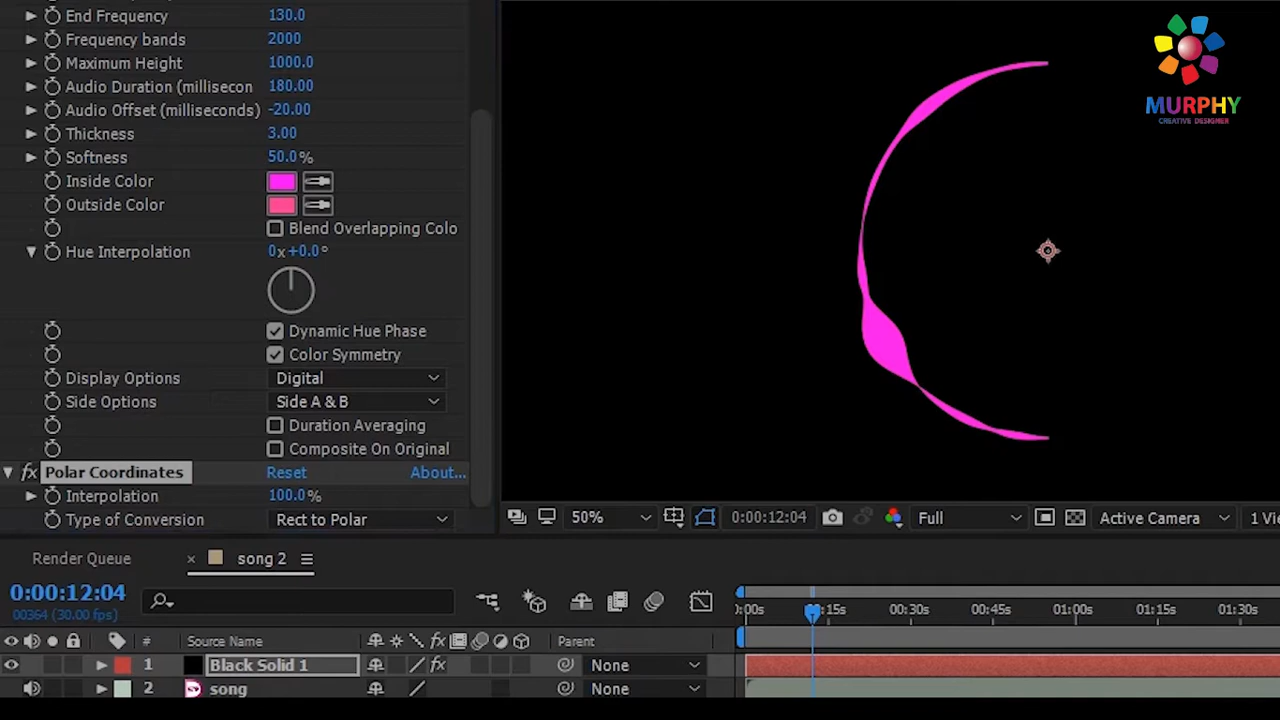 End Frequency 130.0
Frequency bands 2000
Maximum Height 1000.0
Audio Duration (millisecon 180.00
Audio Offset (milliseconds) -20.00
Thickness 3.00
Softness 50.0 %
Inside Color
Outside Color
Blend Overlapping Colo
Hue Interpolation 0x+0.0°
Dynamic Hue Phase
Color Symmetry
Display Options Digital
Side Options Side A & B
Duration Averaging
Composite On Original
fx Polar Coordinates Reset About...
Interpolation 100.0 %
Type of Conversion Rect to Polar
MURPHY
CREATIVE DESIGNER
50% 0:00:12:04 Full Active Camera 1 Vi
Render Queue × song 2
0:00:12:04
00364 (30.00 fps)
):00s :15s 00:30s 00:45s 01:00s 01:15s 01:30s
# Source Name fx Parent
1 Black Solid 1 fx None
2 song None